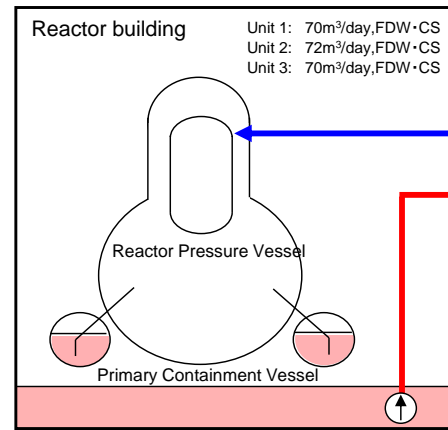 Reactor building
Unit 1: 70m³/day,FDW・CS
Unit 2: 72m³/day,FDW・CS
Unit 3: 70m³/day,FDW・CS
Reactor Pressure Vessel
Primary Containment Vessel